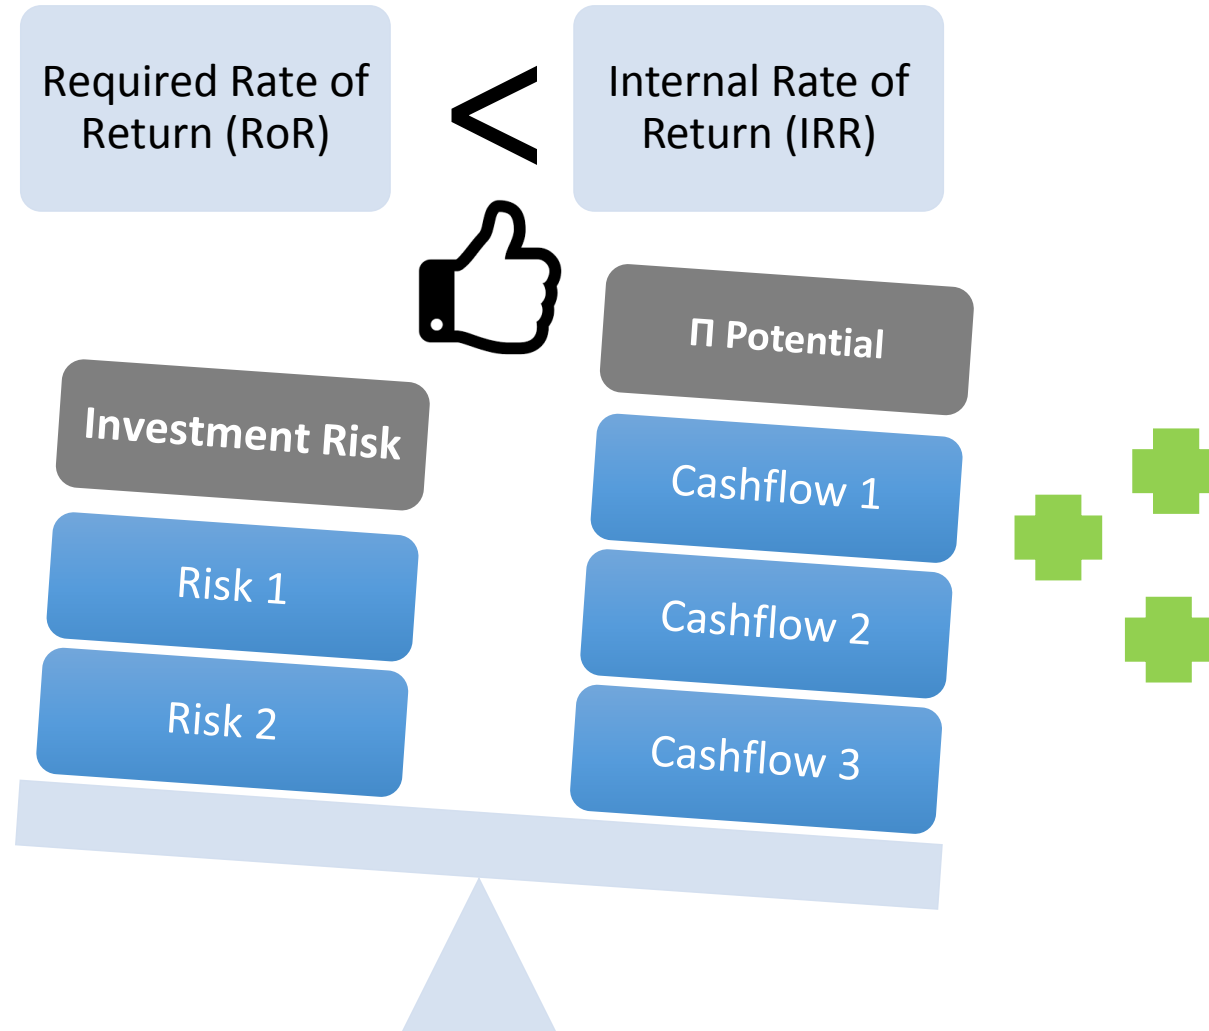 Required Rate of
Return (RoR)
<
Internal Rate of
Return (IRR)
Investment Risk
Risk 1
Risk 2
Π Potential
Cashflow 1
Cashflow 2
Cashflow 3